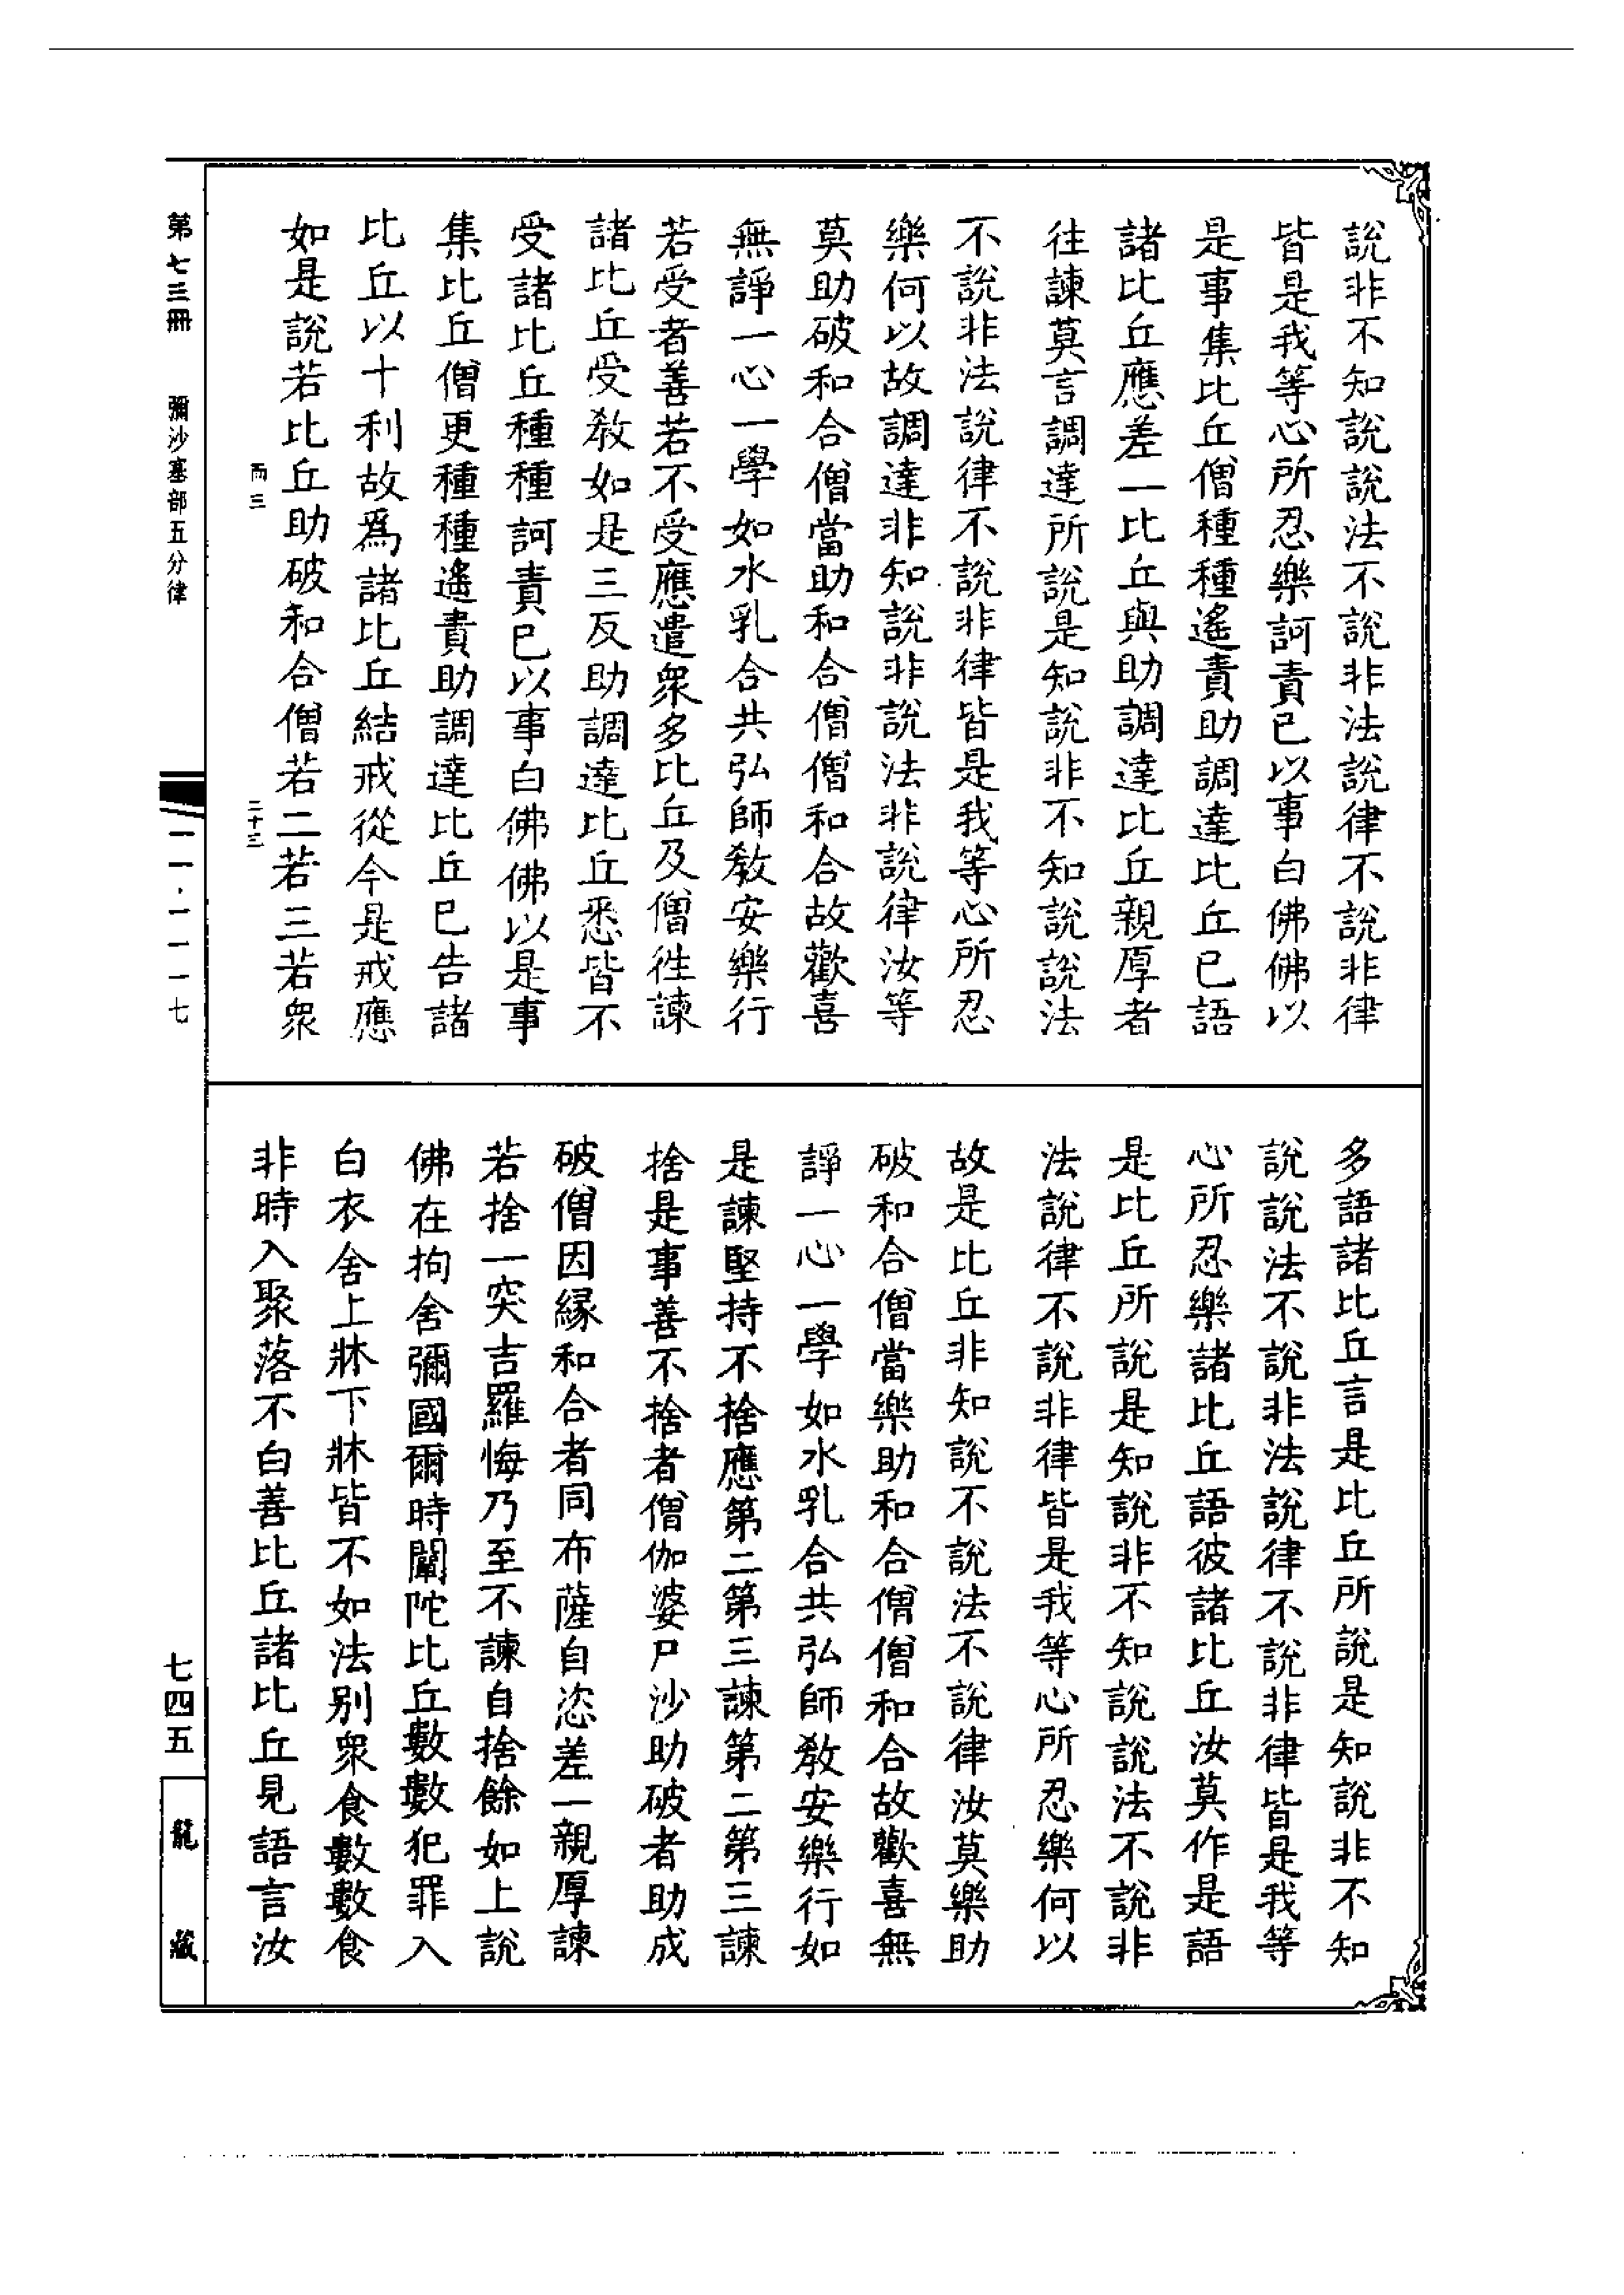 說非不知說說法不說非法說律不說非律
皆是我等心所忍樂訶責已以事白佛佛以
是事集比丘僧種種遙責助調達比丘已語
諸比丘應差一比丘與助調達比丘親厚者
往諫莫言調達所說是知說非不知說說法
不說非法說律不說非律皆是我等心所忍
樂何以故調達非知說非說法非說律汝等
莫助破和合僧當助和合僧僧和合故歡喜
無諍一心一學如水乳合共弘師教安樂行
若受者善若不受應遣眾多比丘及僧往諫
諸比丘受教如是三反助調達比丘悉皆不
受諸比丘種種訶責已以事白佛佛以是事
集比丘僧更種種遙責助調達比丘已告諸
比丘以十利故為諸比丘結戒從今是戒應
如是說若比丘助破和合僧若二若三若眾
而三
二十三
多語諸比丘言是比丘所說是知說非不知
說說法不說非法說律不說非律皆是我等
心所忍樂諸比丘語彼諸比丘汝莫作是語
是比丘所說是知說非不知說說法不說非
法說律不說非律皆是我等心所忍樂何以
故是比丘非知說不說法不說律汝莫樂助
破和合僧當樂助和合僧僧和合故歡喜無
諍一心一學如水乳合共弘師教安樂行如
是諫堅持不捨應第二第三諫第二第三諫
捨是事善不捨者僧伽婆尸沙助破者助成
破僧因緣和合者同布薩自恣差一親厚諫
若捨一突吉羅悔乃至不諫自捨餘如上說
佛在拘舍彌國爾時闡陀比丘數數犯罪入
白衣舍上牀下牀皆不如法別眾食數數食
非時入聚落不白善比丘諸比丘見語言汝
第七三冊　彌沙塞部五分律
一一·一一一七
七四五
龍藏